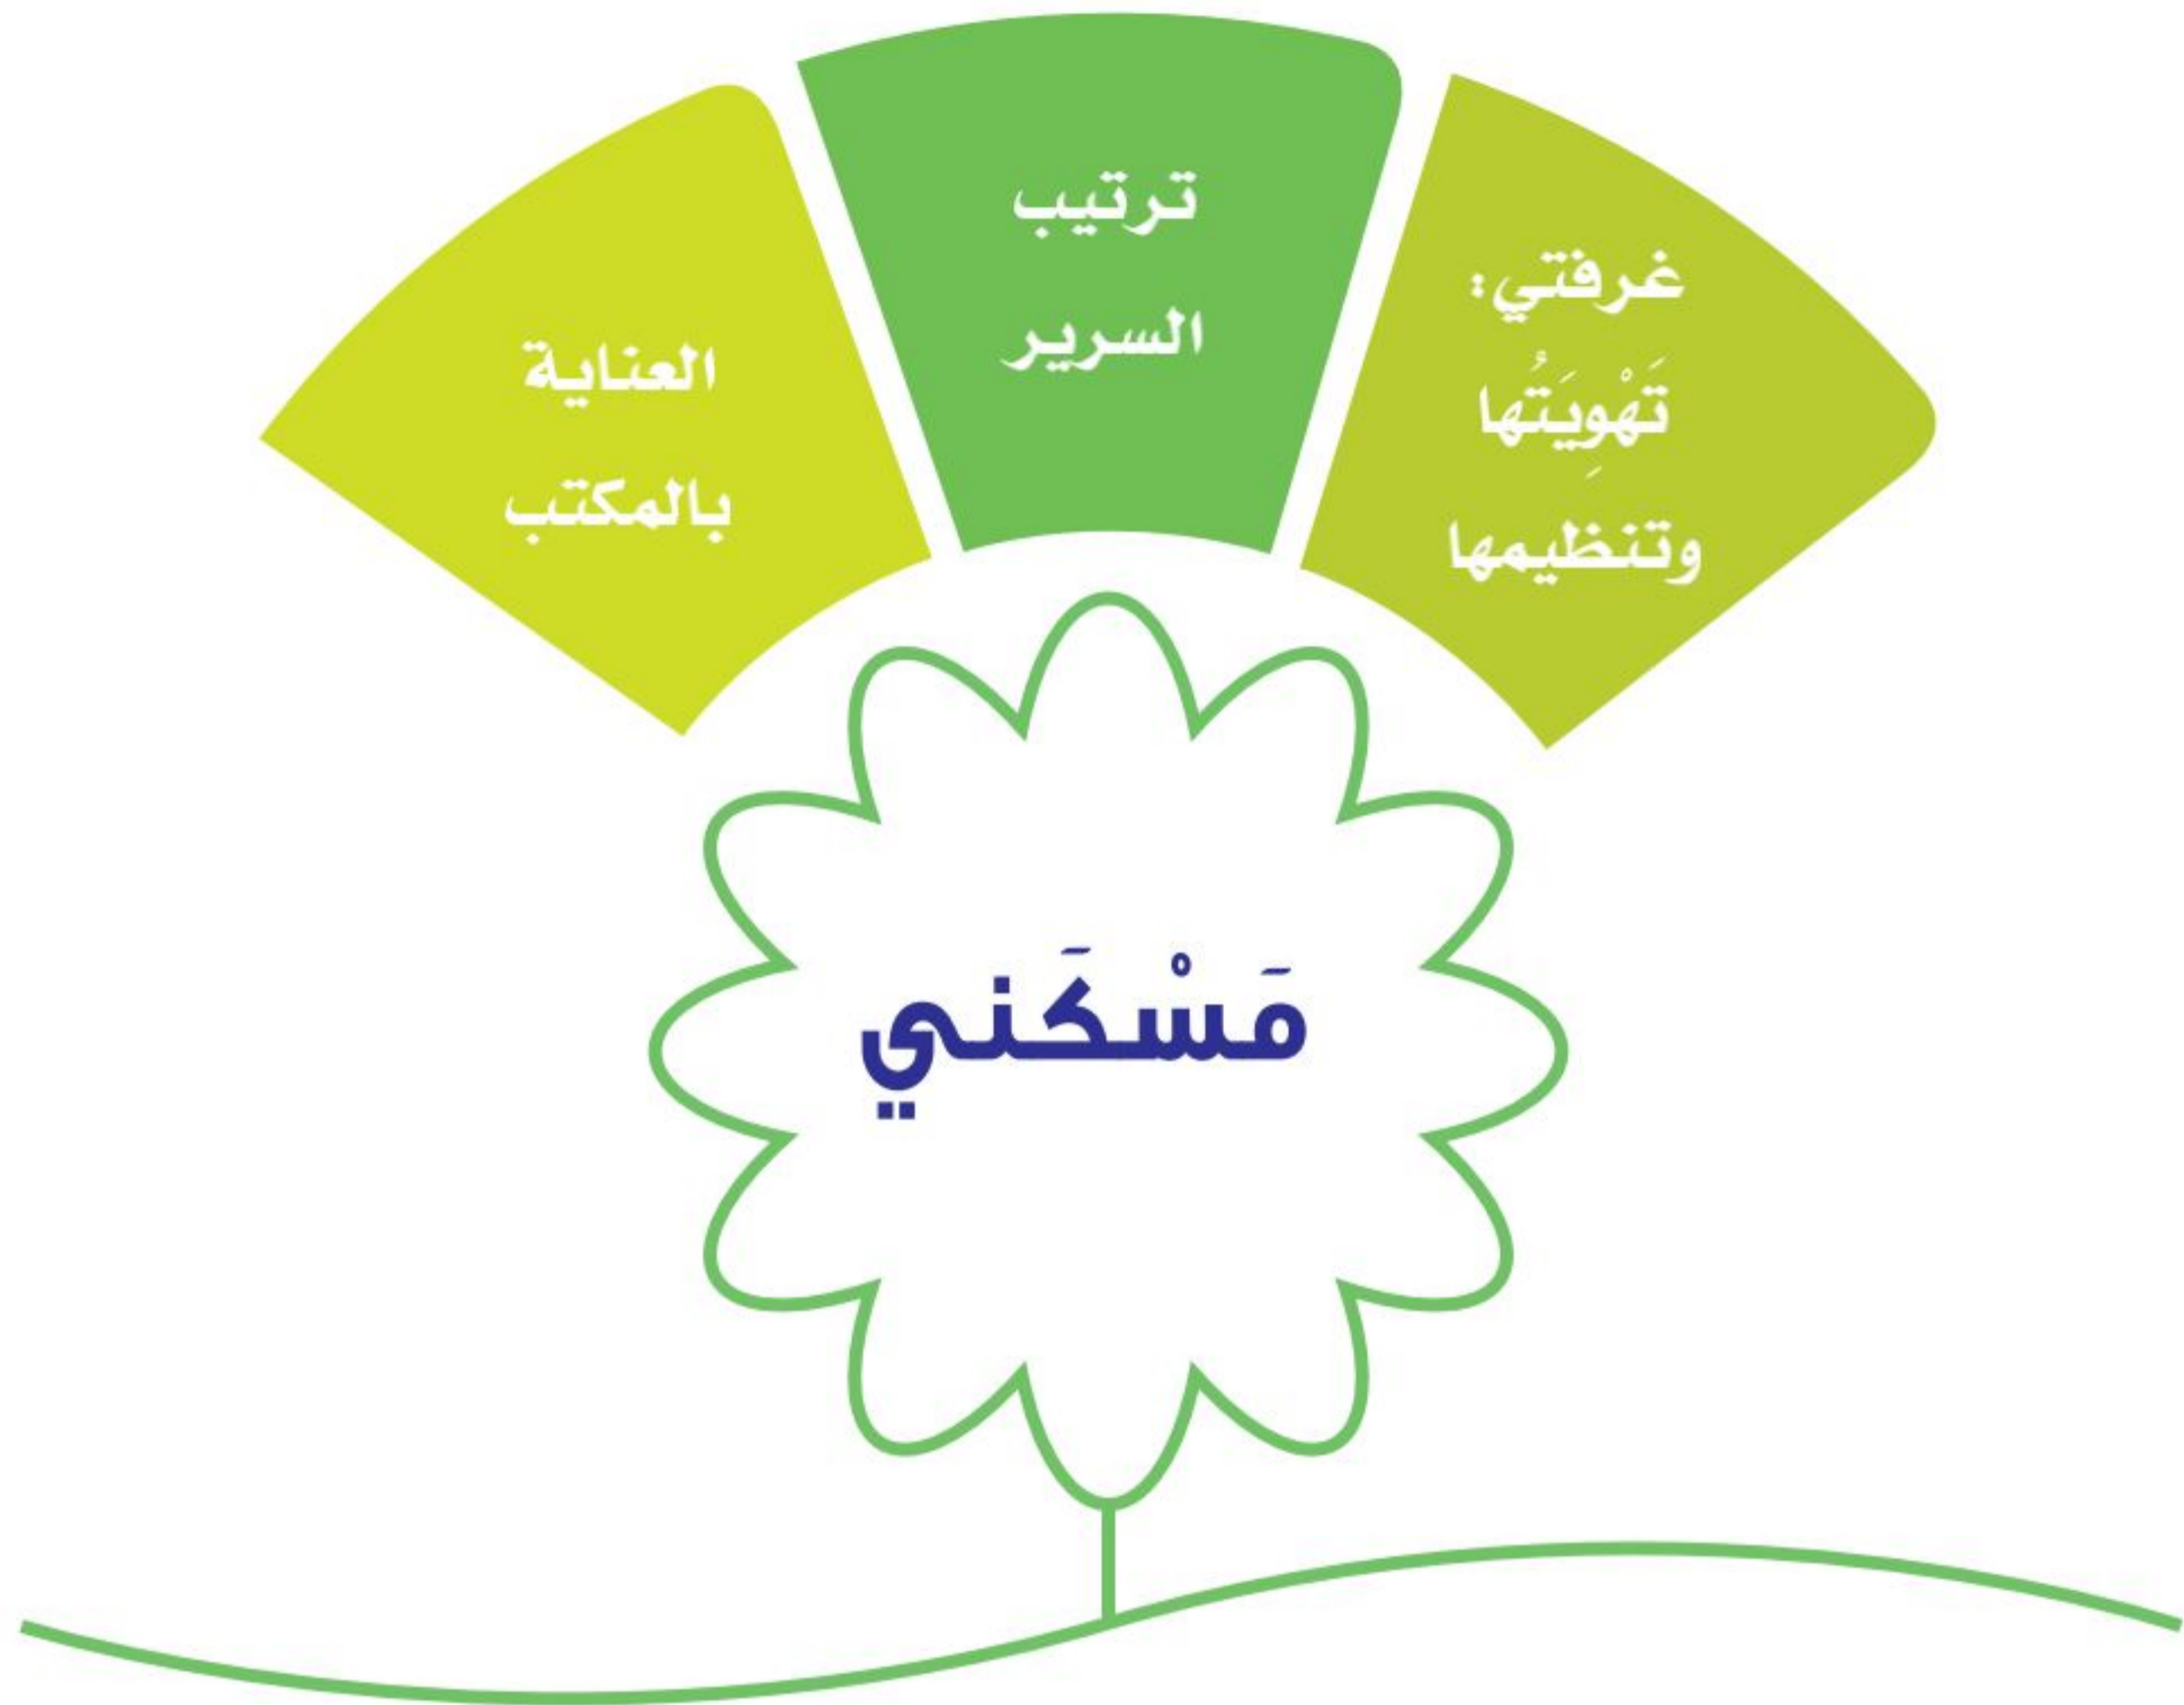 غرفتي:
تَهْوِيَتُها
وتنظيمها
ترتيب
السرير
العناية
بالمكتب
مَسْكَني